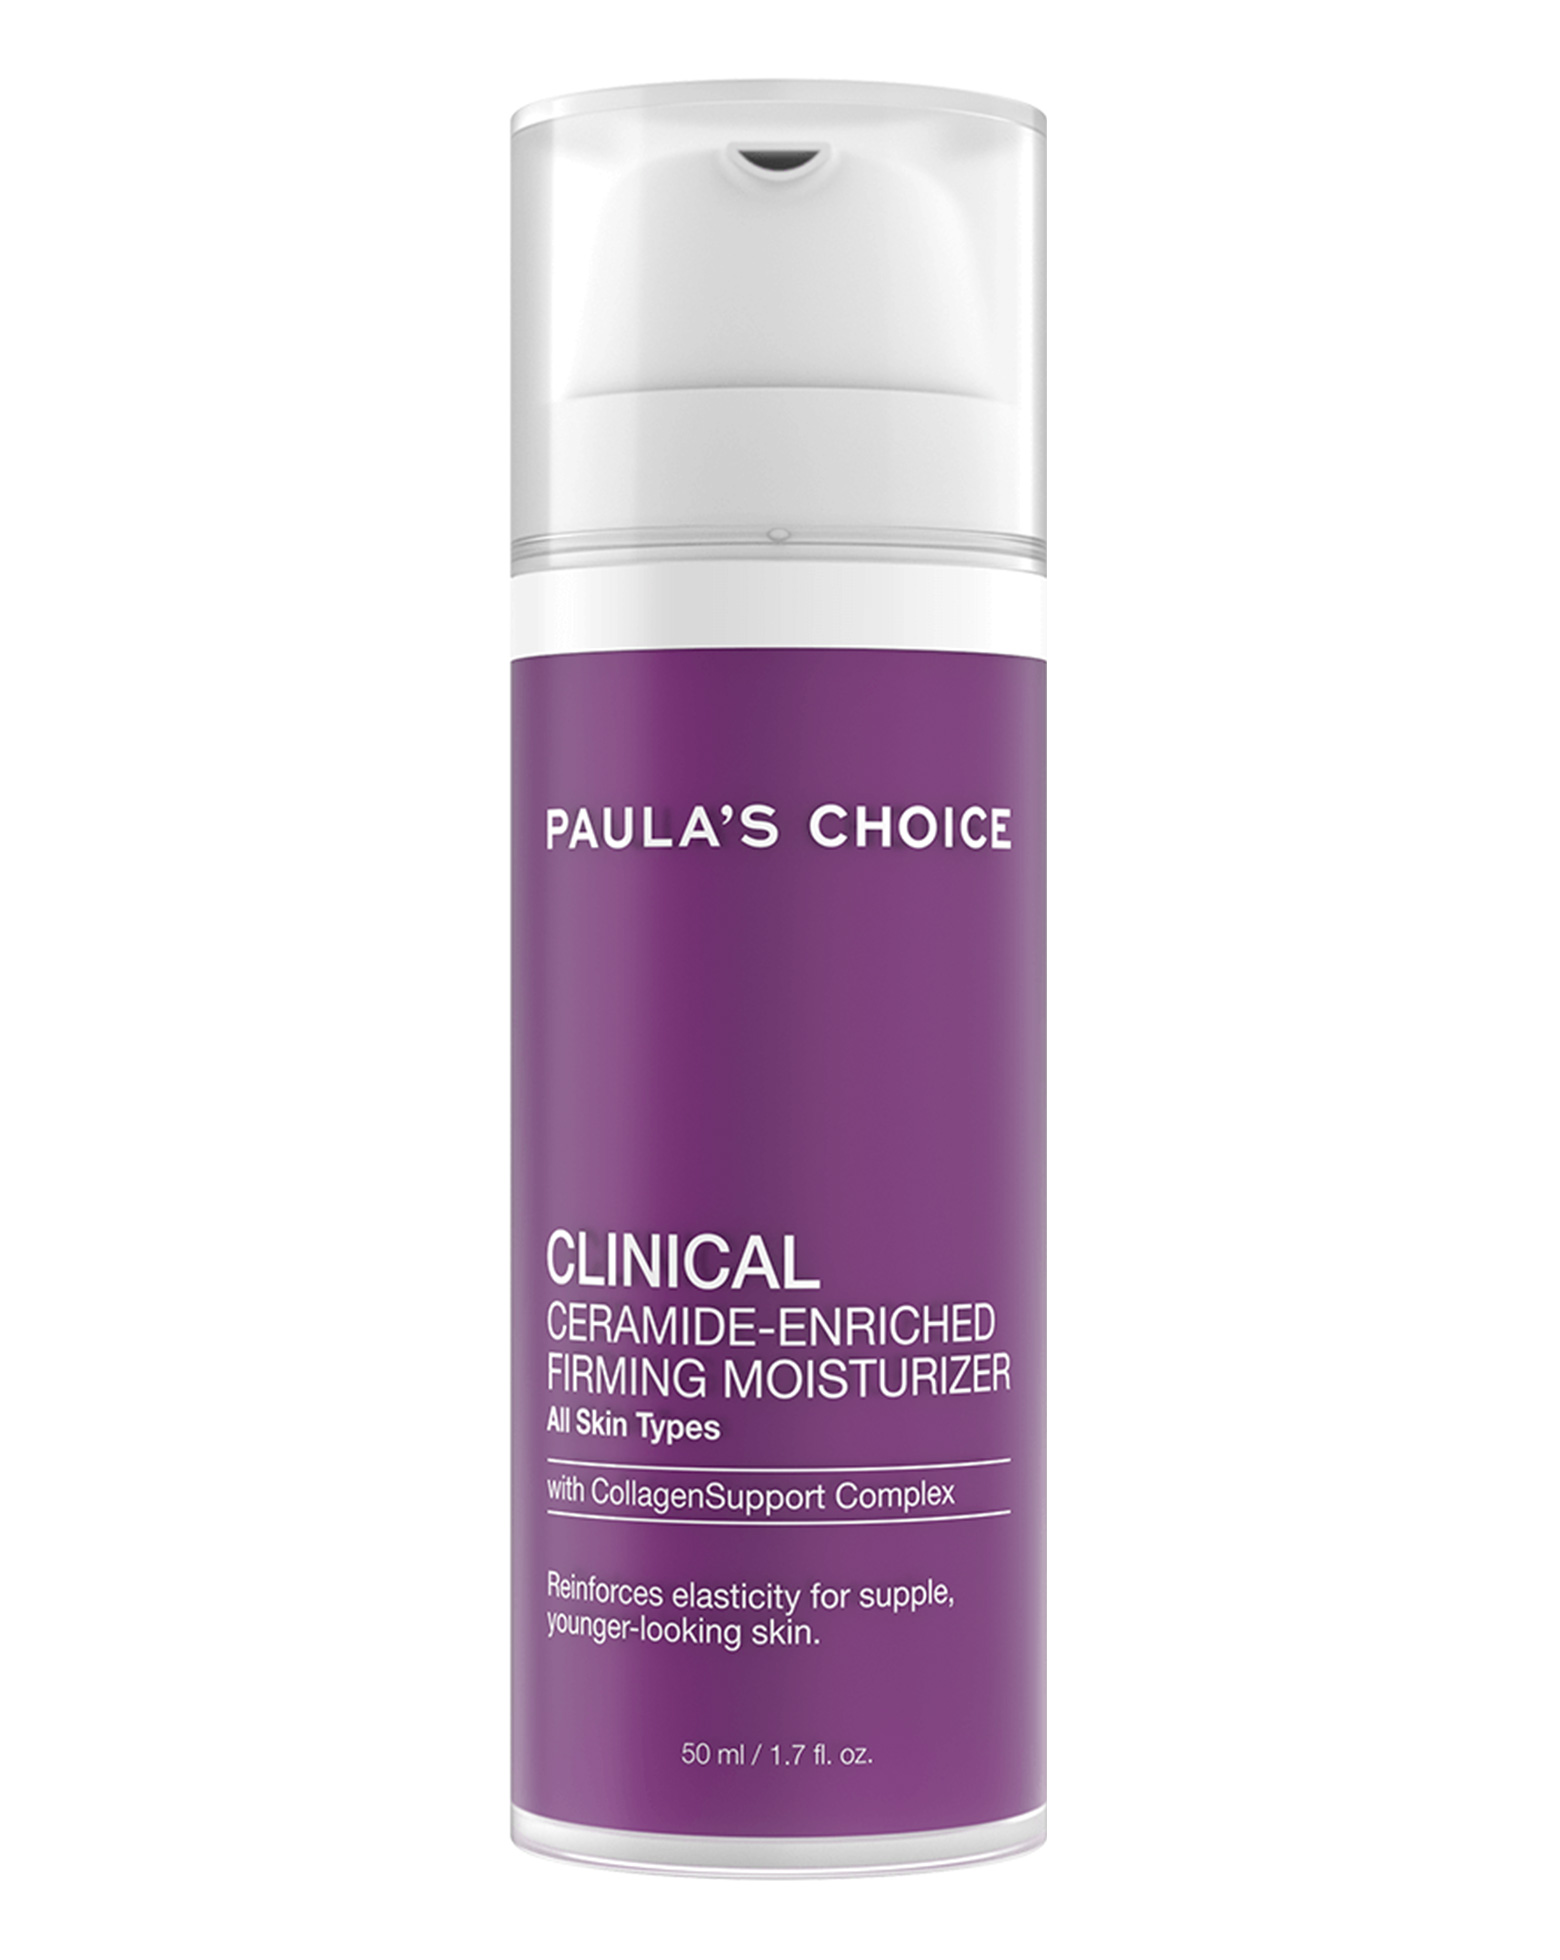 PAULA'S CHOICE
CLINICAL
CERAMIDE-ENRICHED
FIRMING MOISTURIZER
All Skin Types
with CollagenSupport Complex
Reinforces elasticity for supple,
younger-looking skin.
50 ml / 1.7 fl. oz.